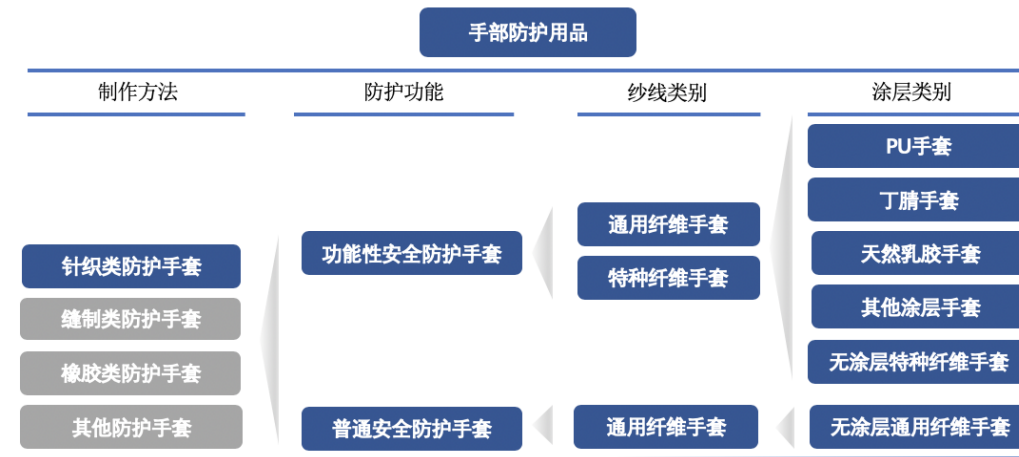 手部防护用品
制作方法
防护功能
纱线类别
涂层类别
PU手套
丁腈手套
通用纤维手套
功能性安全防护手套
天然乳胶手套
针织类防护手套
特种纤维手套
其他涂层手套
缝制类防护手套
无涂层特种纤维手套
橡胶类防护手套
其他防护手套
普通安全防护手套
通用纤维手套
无涂层通用纤维手套